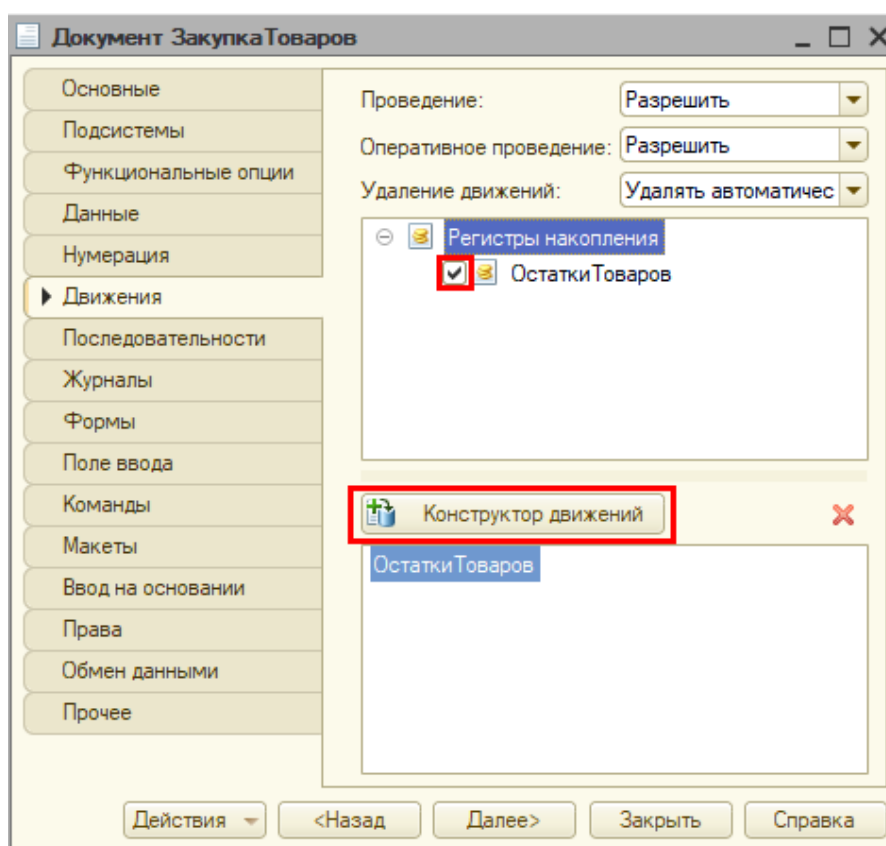 Документ ЗакупкаТоваров
Основные
Подсистемы
Функциональные опции
Данные
Нумерация
Движения
Последовательности
Журналы
Формы
Поле ввода
Команды
Макеты
Ввод на основании
Права
Обмен данными
Прочее
Проведение: Разрешить
Оперативное проведение: Разрешить
Удаление движений: Удалять автоматичес
Регистры накопления
ОстаткиТоваров
Конструктор движений
ОстаткиТоваров
Действия <Назад Далее> Закрыть Справка